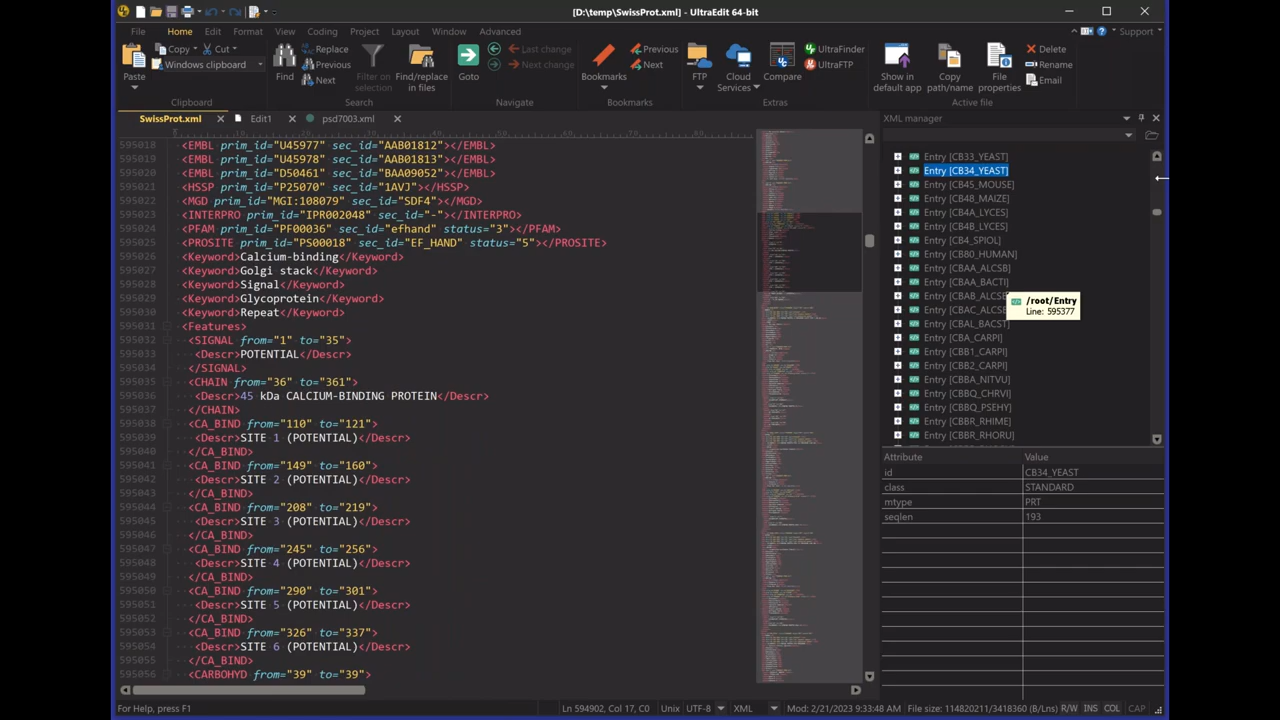 [D:\temp\SwissProt.xml] - UltraEdit 64-bit
File Home Edit Format View Coding Project Layout Window Advanced Support
Paste
Copy Cut
Windows clipboard
Clipboard
Find
Replace
Previous
Next
Filter on selection
Find/replace in files
Search
Goto
Last change
Next change
Navigate
Bookmarks
Previous
Next
Bookmarks
FTP
Cloud Services
Compare
UltraFinder
UltraFTP
Extras
Show in default app
Copy path/name
File properties
Delete
Rename
Email
Active file
SwissProt.xml Edit1 psd7003.xml
595018 <EMBL prim_id="U45977" sec_id="AAB01812"></EMBL>
595019 <EMBL prim_id="U45978" sec_id="AAB01813"></EMBL>
595020 <EMBL prim_id="D50461" sec_id="BAA09052"></EMBL>
595021 <HSSP prim_id="P25070" sec_id="1AVJ"></HSSP>
595022 <MGD prim_id="MGI:108079" sec_id="SDF4"></MGD>
595023 <INTERPRO prim_id="IPR000048" sec_id="-"></INTERPRO>
595024 <PFAM prim_id="PF00036" sec_id="efhand" status="3"></PFAM>
595025 <PROSITE prim_id="PS00018" sec_id="EF_HAND" status="5"></PROSITE>
595026 <Keyword>Calcium-binding</Keyword>
595027 <Keyword>Golgi stack</Keyword>
595028 <Keyword>Signal</Keyword>
595029 <Keyword>Glycoprotein</Keyword>
595030 <Keyword>Repeat</Keyword>
595031 <Features>
595032 <SIGNAL from="1" to="35">
595033 <Descr>POTENTIAL</Descr>
595034 </SIGNAL>
595035 <CHAIN from="36" to="361">
595036 <Descr>45 kDa CALCIUM-BINDING PROTEIN</Descr>
595037 </CHAIN>
595038 <CA_BIND from="110" to="121">
595039 <Descr>SITE 1 (POTENTIAL)</Descr>
595040 </CA_BIND>
595041 <CA_BIND from="149" to="160">
595042 <Descr>SITE 2 (POTENTIAL)</Descr>
595043 </CA_BIND>
595044 <CA_BIND from="208" to="219">
595045 <Descr>SITE 3 (POTENTIAL)</Descr>
595046 </CA_BIND>
595047 <CA_BIND from="245" to="256">
595048 <Descr>SITE 4 (POTENTIAL)</Descr>
595049 </CA_BIND>
595050 <CA_BIND from="290" to="301">
595051 <Descr>SITE 5 (POTENTIAL)</Descr>
595052 </CA_BIND>
595053 <CA_BIND from="326" to="337">
595054 <Descr>SITE 6 (POTENTIAL)</Descr>
595055 </CA_BIND>
595056 <CARBOHYD from="39" to="39">
XML manager
Entry [CB33_YEAST]
Entry [CB34_YEAST]
Entry [CB45_MOUSE]
Entry [CB48_MAIZE]
Entry [CB4A_LYCES]
Entry [CB4B_LYCES]
Entry [CB4_SPIOL]
Entry [CB80_HUMAN]
Entry [CBAA_ALCSB]
Entry [CBAA_BACTI]
Entry [CBAB_ALCSB
Entry [CBAC_ALCSB
Entry [CBAL_BACST]
Entry [CBA_CARPI]
Entry [CBB1_CARPI]
Entry [CBB2_CARPI]
Entry [CBBA_NITVU]
Entry [CBBQ_CHRVI]
Entry [CBBQ_PSEHY]
Entry [CBBR_RHIME]
Entry [CBBR_RHORU]
/root/Entry
Line: 595377
Attribute Value
id CB34_YEAST
class STANDARD
mtype PRT
seqlen 193
For Help, press F1 Ln 594902, Col 17, C0 Unix UTF-8 XML Mod: 2/21/2023 9:33:48 AM File size: 114820211/3418360 (B/Lns) R/W INS COL CAP